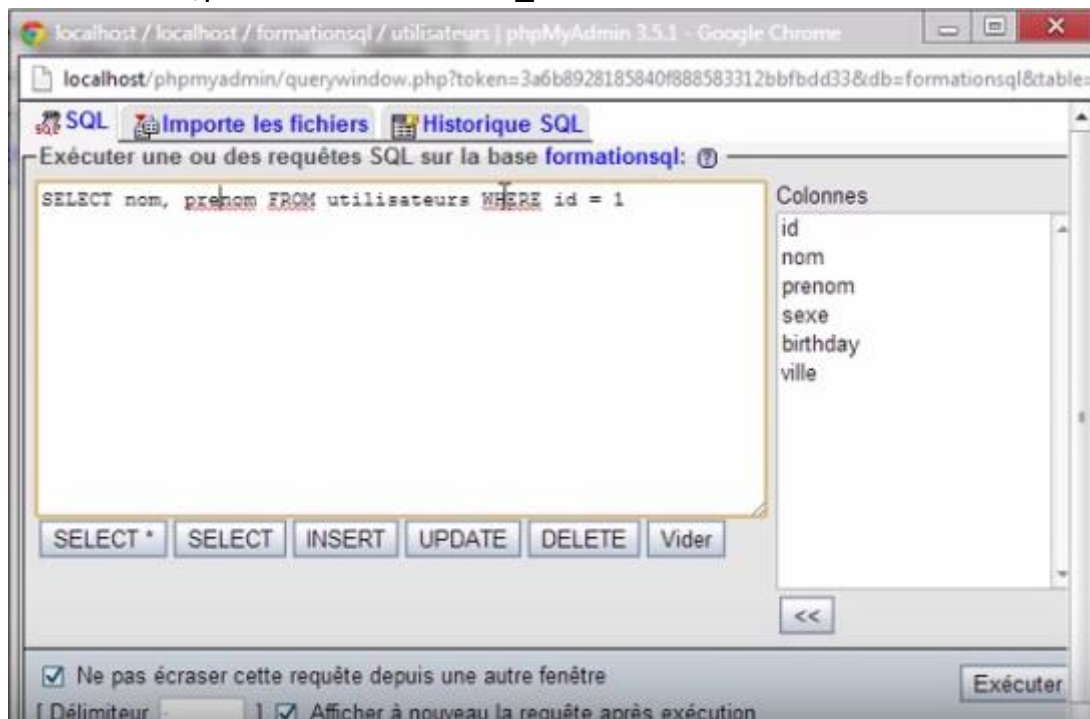 localhost / localhost / formationsql / utilisateurs | phpMyAdmin 3.5.1 - Google Chrome
localhost/phpmyadmin/querywindow.php?token=3a6b8928185840f888583312bbfbdd33&db=formationsql&table=
SQL Importe les fichiers Historique SQL
Exécuter une ou des requêtes SQL sur la base formationsql:
SELECT nom, prenom FROM utilisateurs WHERE id = 1
Colonnes
id
nom
prenom
sexe
birthday
ville
SELECT * SELECT INSERT UPDATE DELETE Vider
<<
Ne pas écraser cette requête depuis une autre fenêtre
Exécuter
[ Délimiteur ] Afficher à nouveau la requête après exécution